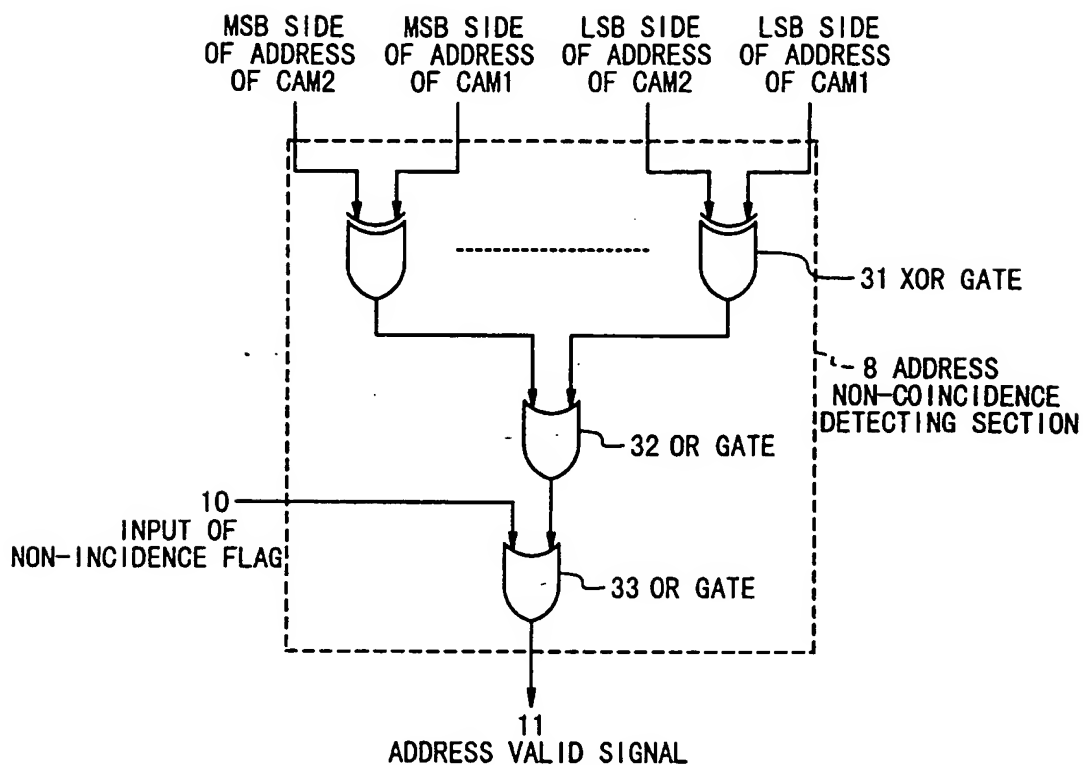 MSB SIDE
OF ADDRESS
OF CAM2
MSB SIDE
OF ADDRESS
OF CAM1
LSB SIDE
OF ADDRESS
OF CAM2
LSB SIDE
OF ADDRESS
OF CAM1
31 XOR GATE
8 ADDRESS
NON-COINCIDENCE
DETECTING SECTION
32 OR GATE
10
INPUT OF
NON-INCIDENCE FLAG
33 OR GATE
11
ADDRESS VALID SIGNAL